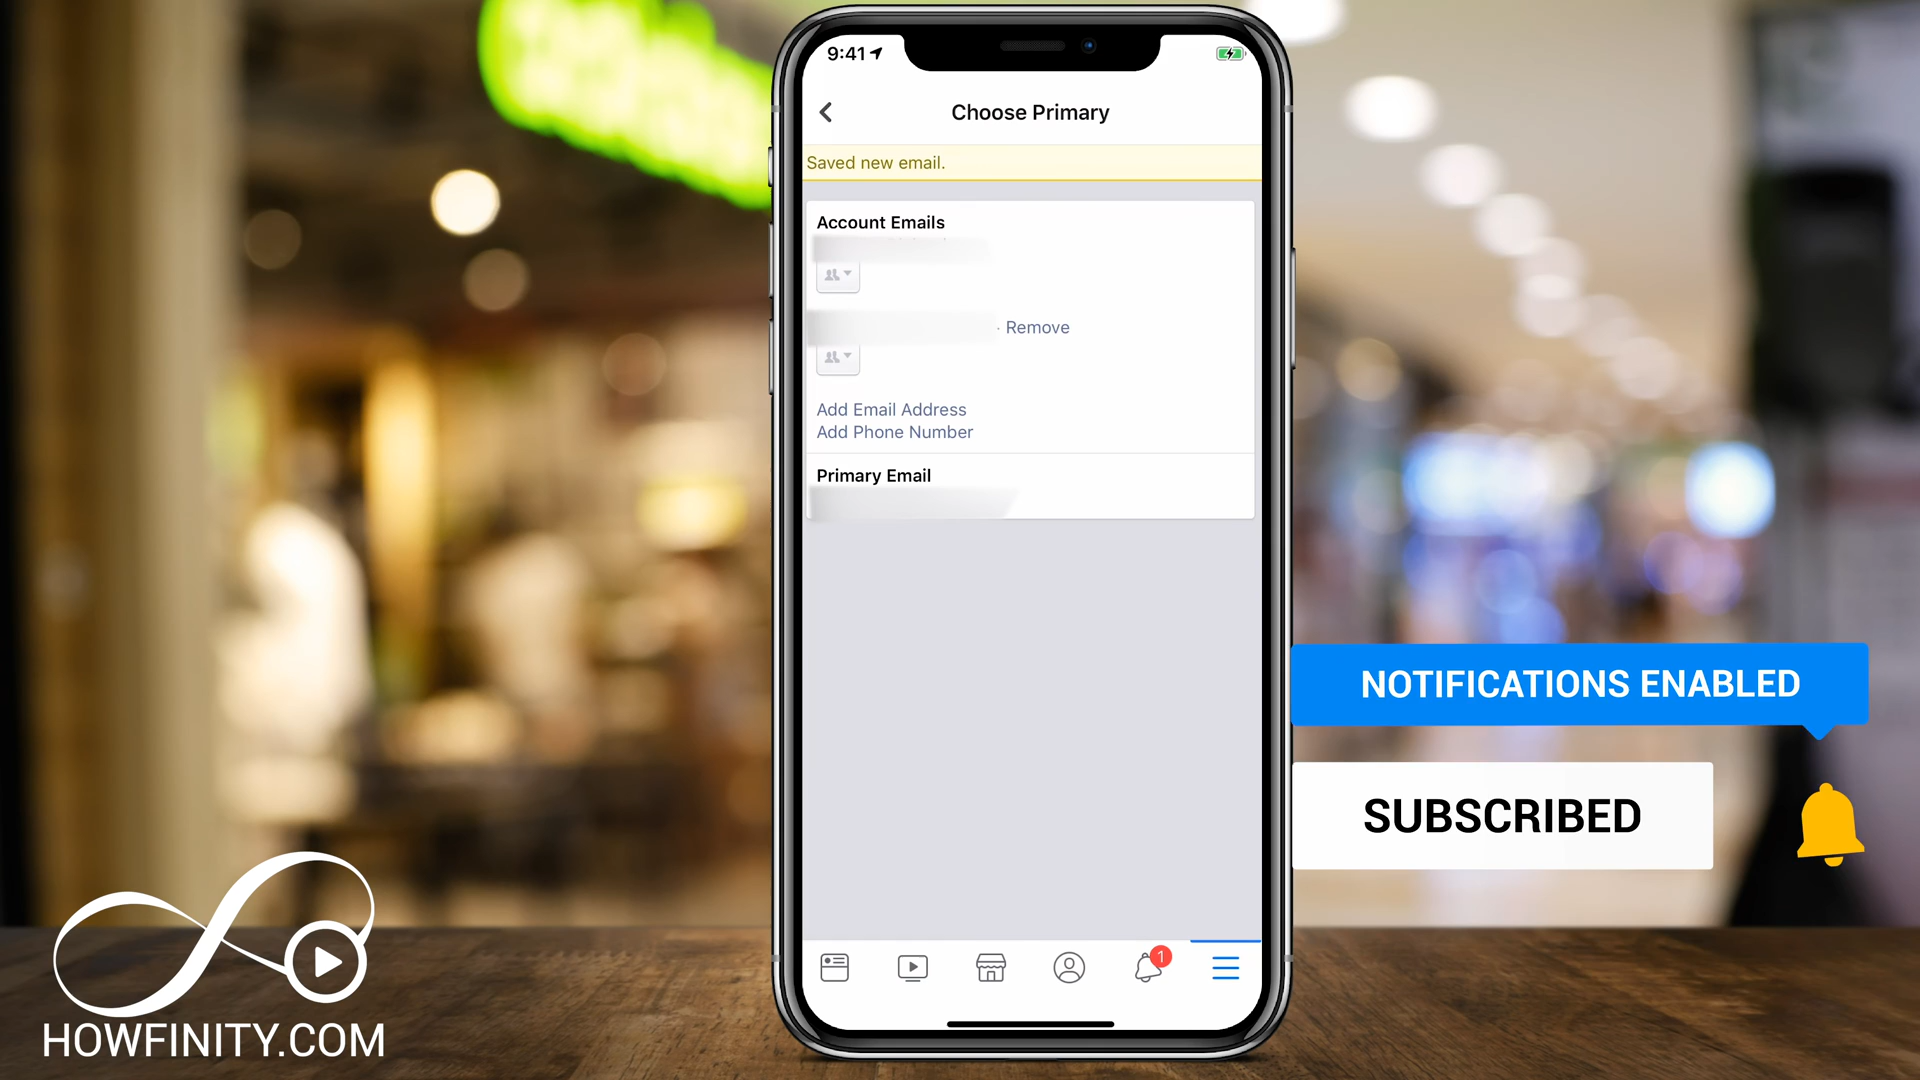 9:41
Choose Primary
Saved new email.
Account Emails
· Remove
Add Email Address
Add Phone Number
Primary Email
1
NOTIFICATIONS ENABLED
SUBSCRIBED
HOWFINITY.COM